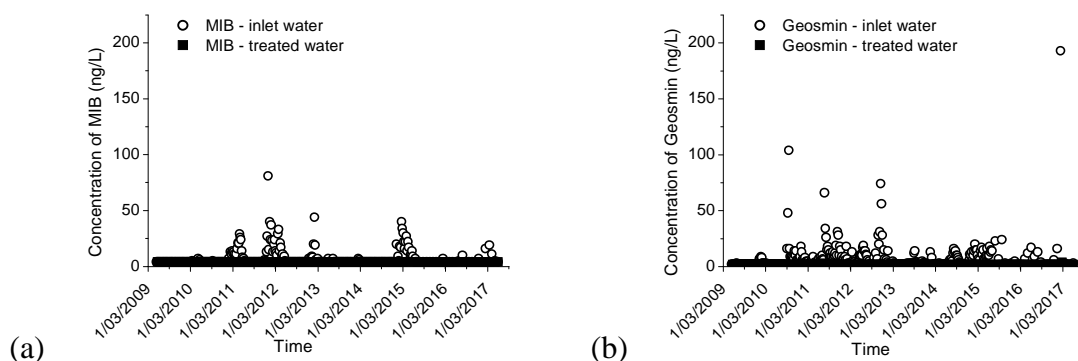 MIB - inlet water
MIB - treated water
Concentration of MIB (ng/L)
200
150
100
50
0
1/03/2009
1/03/2010
1/03/2011
1/03/2012
1/03/2013
1/03/2014
1/03/2015
1/03/2016
1/03/2017
Time
(a)
Geosmin - inlet water
Geosmin - treated water
Concentration of Geosmin (ng/L)
200
150
100
50
0
1/03/2009
1/03/2010
1/03/2011
1/03/2012
1/03/2013
1/03/2014
1/03/2015
1/03/2016
1/03/2017
Time
(b)